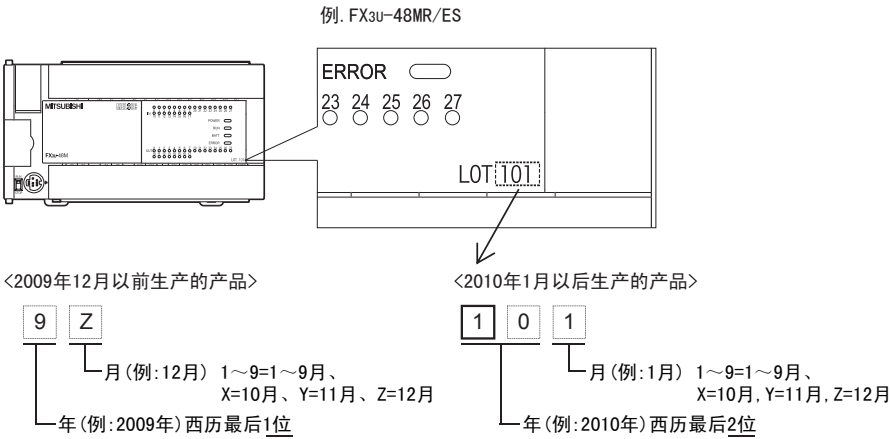 例. FX3U-48MR/ES
MITSUBISHI
IN
POWER
RUN
BATT
ERROR
OUT
FX3U-48M
LOT 101
ERROR
23 24 25 26 27
LOT 101
<2009年12月以前生产的产品>
9 Z
月(例:12月) 1～9=1～9月、
X=10月、Y=11月、Z=12月
年(例:2009年)西历最后1位
<2010年1月以后生产的产品>
1 0 1
月(例:1月) 1～9=1～9月、
X=10月,Y=11月,Z=12月
年(例:2010年)西历最后2位